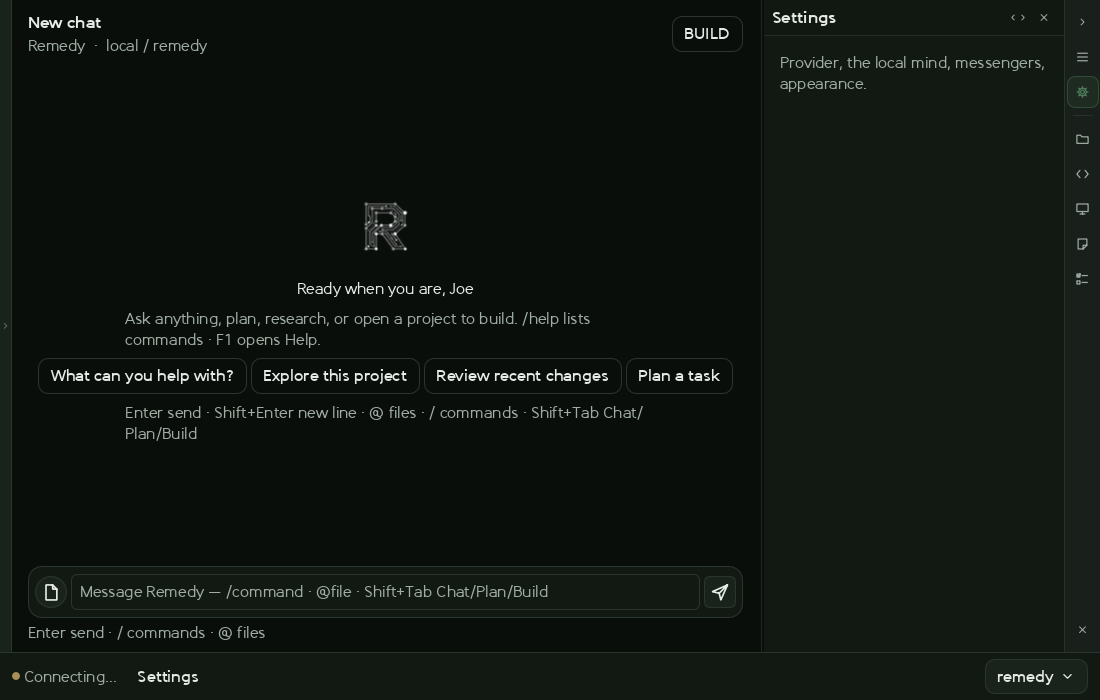 New chat
Remedy · local / remedy
BUILD
Settings
Provider, the local mind, messengers,
appearance.
R
Ready when you are, Joe
Ask anything, plan, research, or open a project to build. /help lists
commands · F1 opens Help.
What can you help with?
Explore this project
Review recent changes
Plan a task
Enter send · Shift+Enter new line · @ files · / commands · Shift+Tab Chat/
Plan/Build
Message Remedy — /command · @file · Shift+Tab Chat/Plan/Build
Enter send · / commands · @ files
Connecting...
Settings
remedy